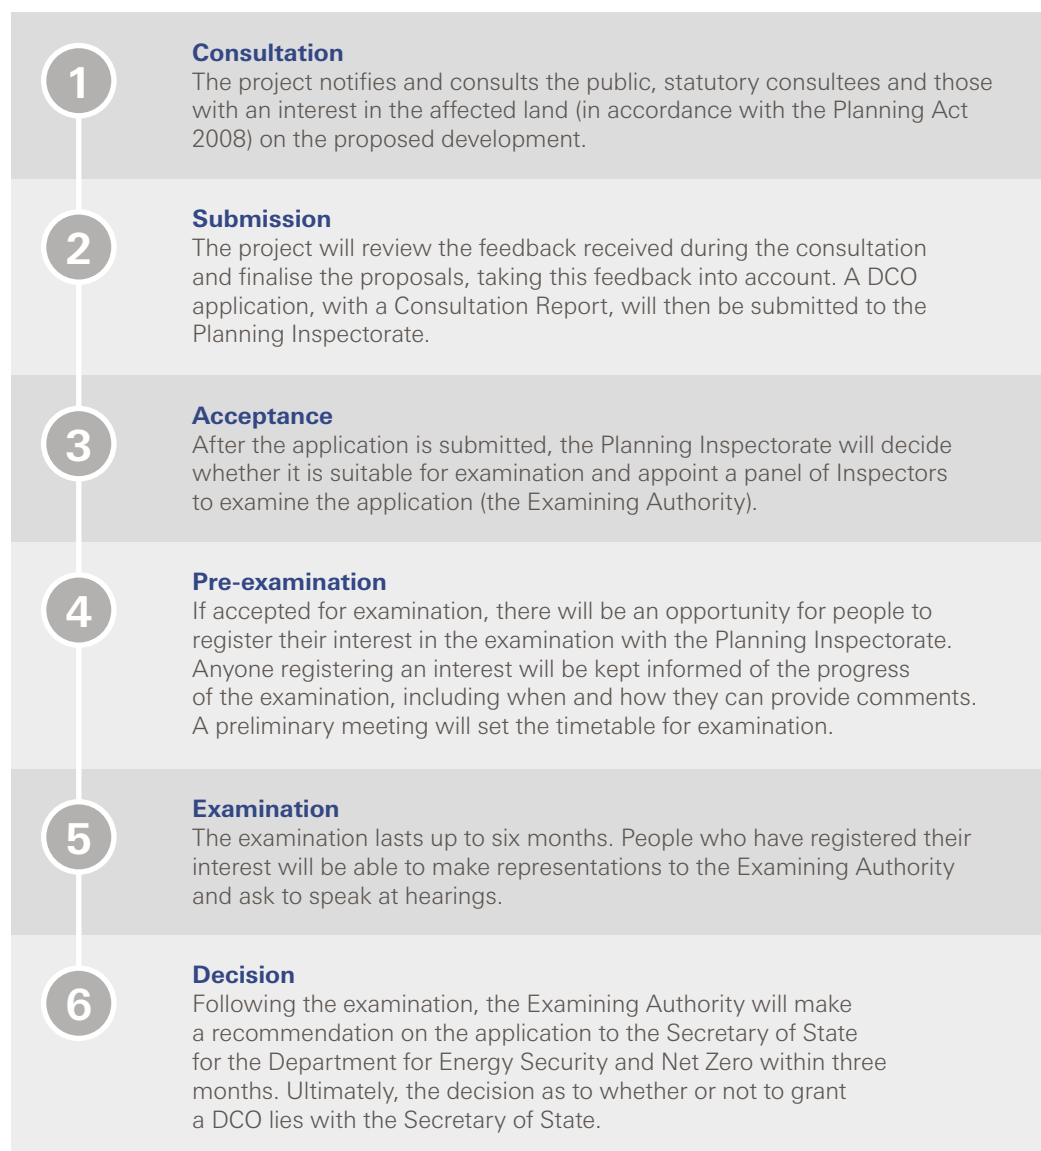 1
Consultation
The project notifies and consults the public, statutory consultees and those
with an interest in the affected land (in accordance with the Planning Act
2008) on the proposed development.
2
Submission
The project will review the feedback received during the consultation
and finalise the proposals, taking this feedback into account. A DCO
application, with a Consultation Report, will then be submitted to the
Planning Inspectorate.
3
Acceptance
After the application is submitted, the Planning Inspectorate will decide
whether it is suitable for examination and appoint a panel of Inspectors
to examine the application (the Examining Authority).
4
Pre-examination
If accepted for examination, there will be an opportunity for people to
register their interest in the examination with the Planning Inspectorate.
Anyone registering an interest will be kept informed of the progress
of the examination, including when and how they can provide comments.
A preliminary meeting will set the timetable for examination.
5
Examination
The examination lasts up to six months. People who have registered their
interest will be able to make representations to the Examining Authority
and ask to speak at hearings.
6
Decision
Following the examination, the Examining Authority will make
a recommendation on the application to the Secretary of State
for the Department for Energy Security and Net Zero within three
months. Ultimately, the decision as to whether or not to grant
a DCO lies with the Secretary of State.